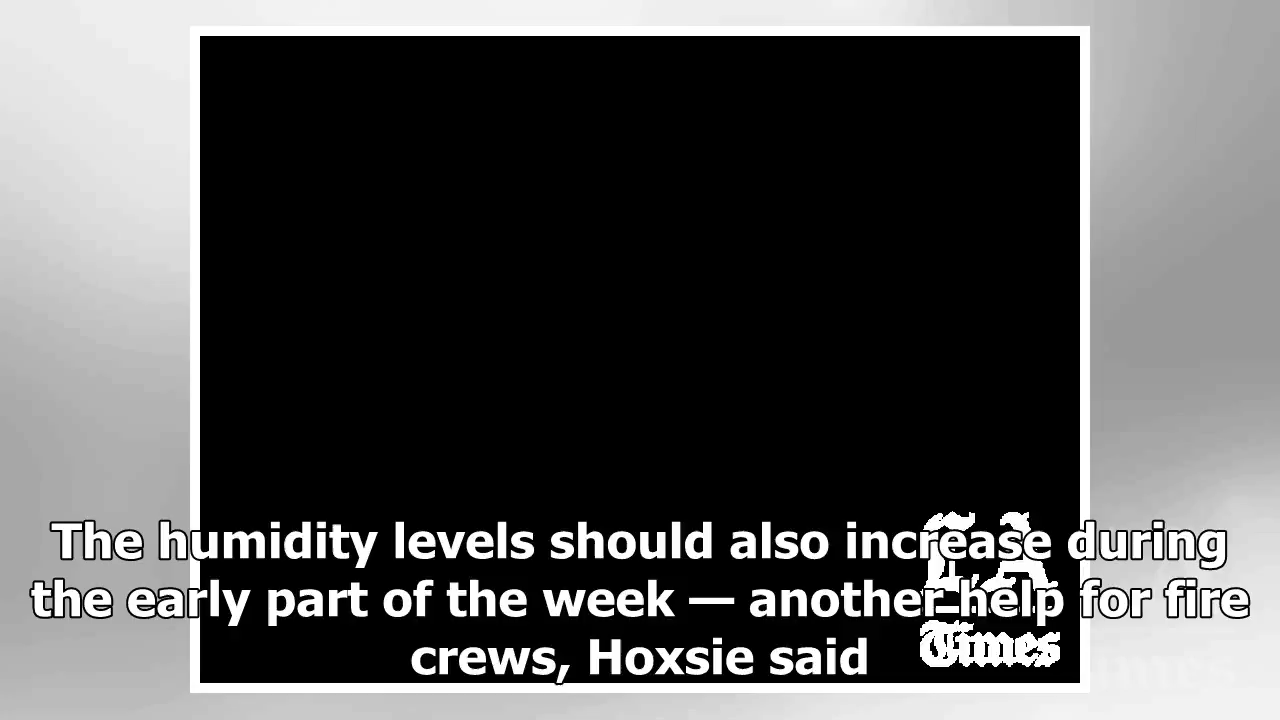 The humidity levels should also increase during
the early part of the week — another help for fire
crews, Hoxsie said
L.A.
Times